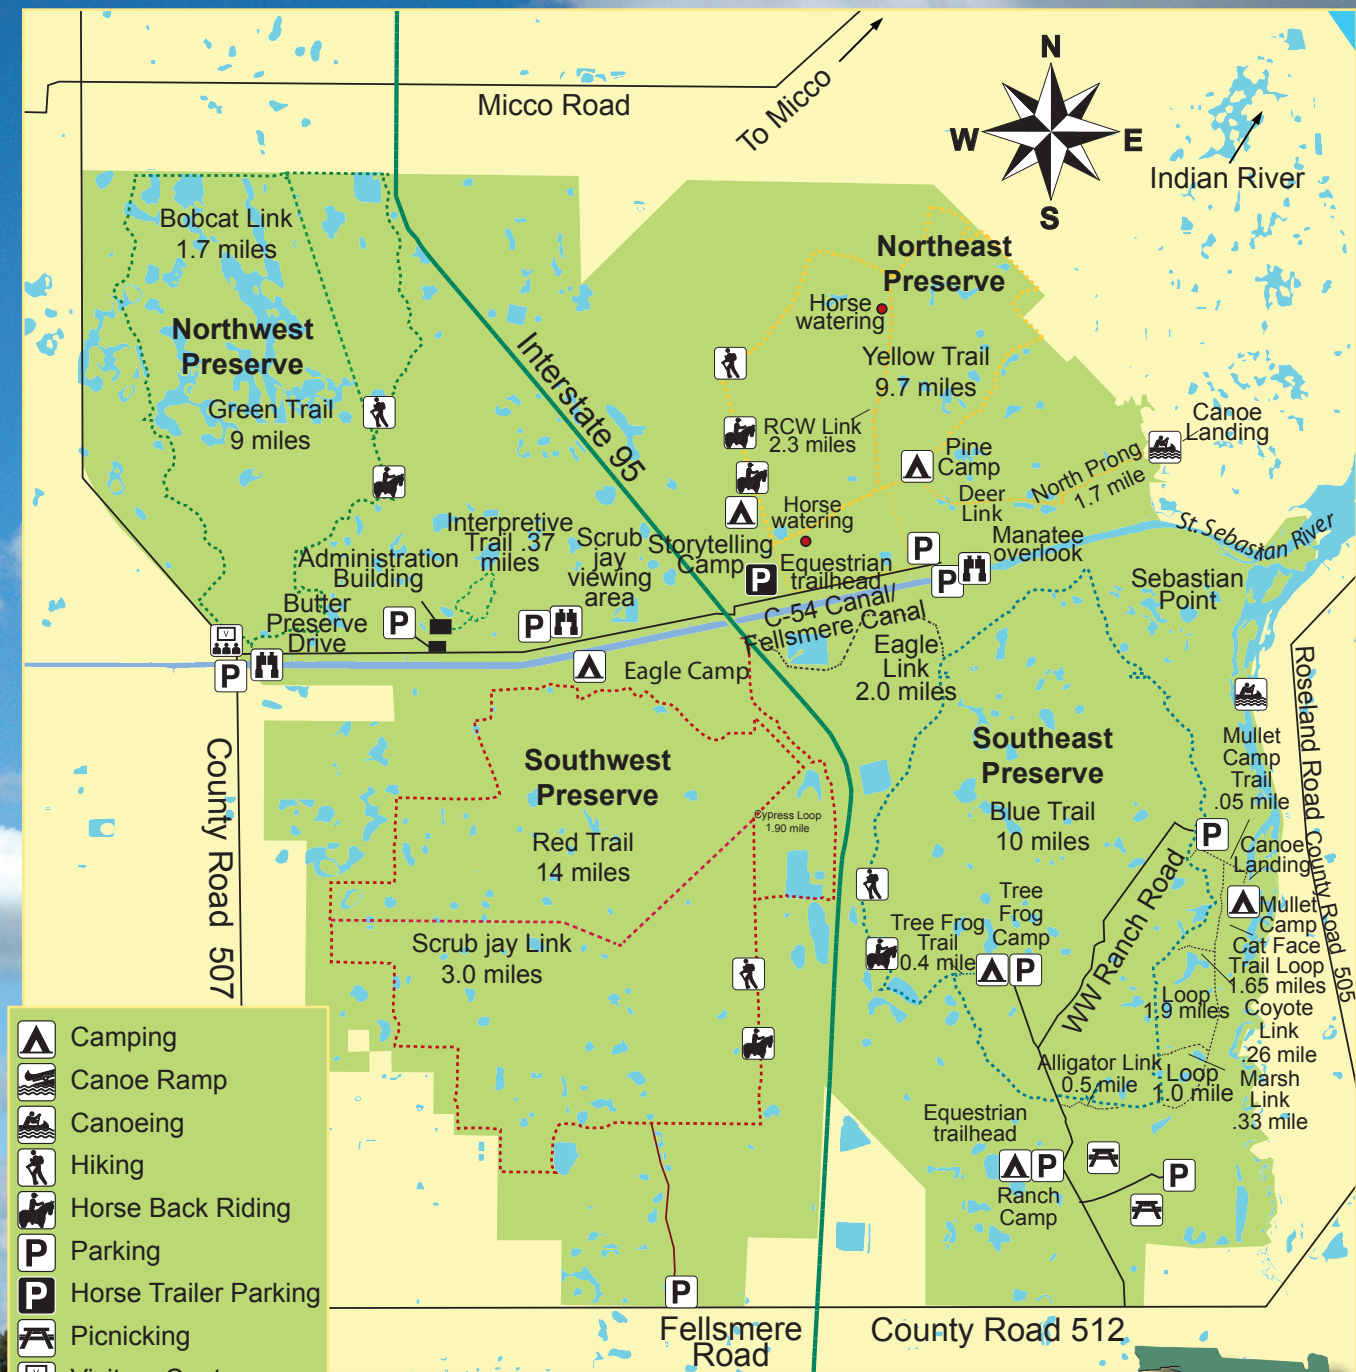 Micco Road
To Micco
N
W
E
S
Indian River
Bobcat Link
1.7 miles
Northwest
Preserve
Green Trail
9 miles
Interstate 95
Northeast
Preserve
Horse
watering
Yellow Trail
9.7 miles
RCW Link
2.3 miles
Pine
Camp
Deer
Link
North Prong
1.7 mile
Canoe
Landing
Horse
watering
Storytelling
Camp
Equestrian
trailhead
Manatee
overlook
St. Sebastian River
Sebastian
Point
Interpretive
Trail .37
miles
Scrub
jay
viewing
area
Administration
Building
Butter
Preserve
Drive
C-54 Canal/
Fellsmere Canal
Eagle Camp
Eagle
Link
2.0 miles
P
P
P
P
P
P
V
County Road 507
Southwest
Preserve
Red Trail
14 miles
Cypress Loop
1.90 mile
Scrub jay Link
3.0 miles
Southeast
Preserve
Blue Trail
10 miles
Roseland Road County Road 505
Mullet
Camp
Trail
.05 mile
P
Canoe
Landing
Mullet
Camp
Cat Face
Trail Loop
1.65 miles
Coyote
Link
.26 mile
Marsh
Link
.33 mile
WW Ranch Road
Tree
Frog
Camp
Tree Frog
Trail
0.4 mile
P
Loop
1.9 miles
Alligator Link
0.5 mile
Loop
1.0 mile
Equestrian
trailhead
P
Ranch
Camp
P
P
Fellsmere
Road
County Road 512
Camping
Canoe Ramp
Canoeing
Hiking
Horse Back Riding
P Parking
P Horse Trailer Parking
Picnicking